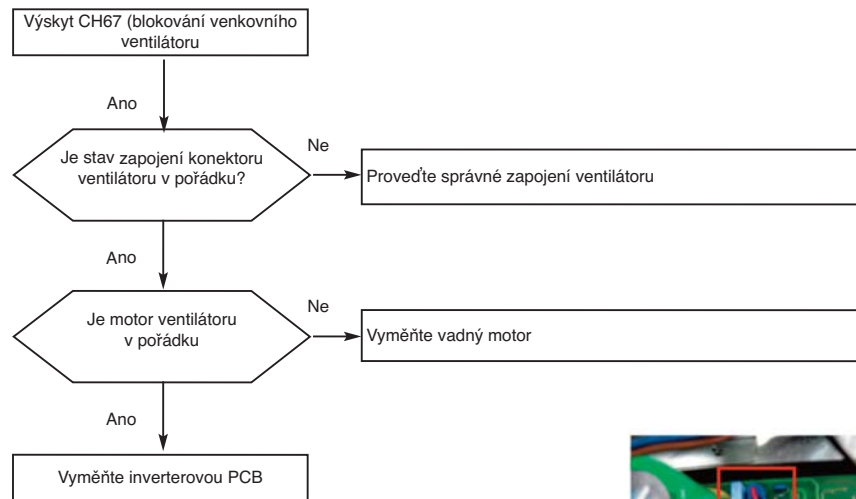 Výskyt CH67 (blokování venkovního
ventilátoru
Ano
Je stav zapojení konektoru
ventilátoru v pořádku?
Ne
Proveďte správné zapojení ventilátoru
Ano
Je motor ventilátoru
v pořádku
Ne
Vyměňte vadný motor
Ano
Vyměňte inverterovou PCB